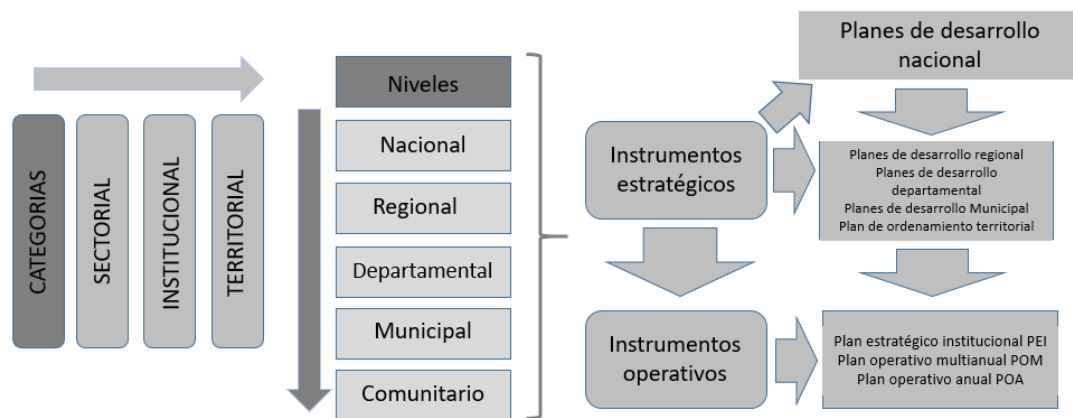 CATEGORIAS
SECTORIAL
INSTITUCIONAL
TERRITORIAL
Niveles
Nacional
Regional
Departamental
Municipal
Comunitario
Instrumentos
estratégicos
Instrumentos
operativos
Planes de desarrollo
nacional
Planes de desarrollo regional
Planes de desarrollo
departamental
Planes de desarrollo Municipal
Plan de ordenamiento territorial
Plan estratégico institucional PEI
Plan operativo multianual POM
Plan operativo anual POA